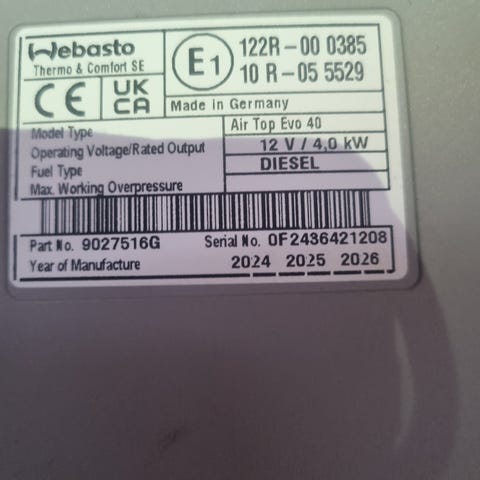 Webasto
Thermo & Comfort SE
E1
122R-00 0385
10 R-05 5529
CE
UK
CA
Made in Germany
Model Type Air Top Evo 40
Operating Voltage/Rated Output 12 V / 4,0 kW
Fuel Type DIESEL
Max. Working Overpressure
Part No. 9027516G Serial No. 0F2436421208
Year of Manufacture 2024 2025 2026